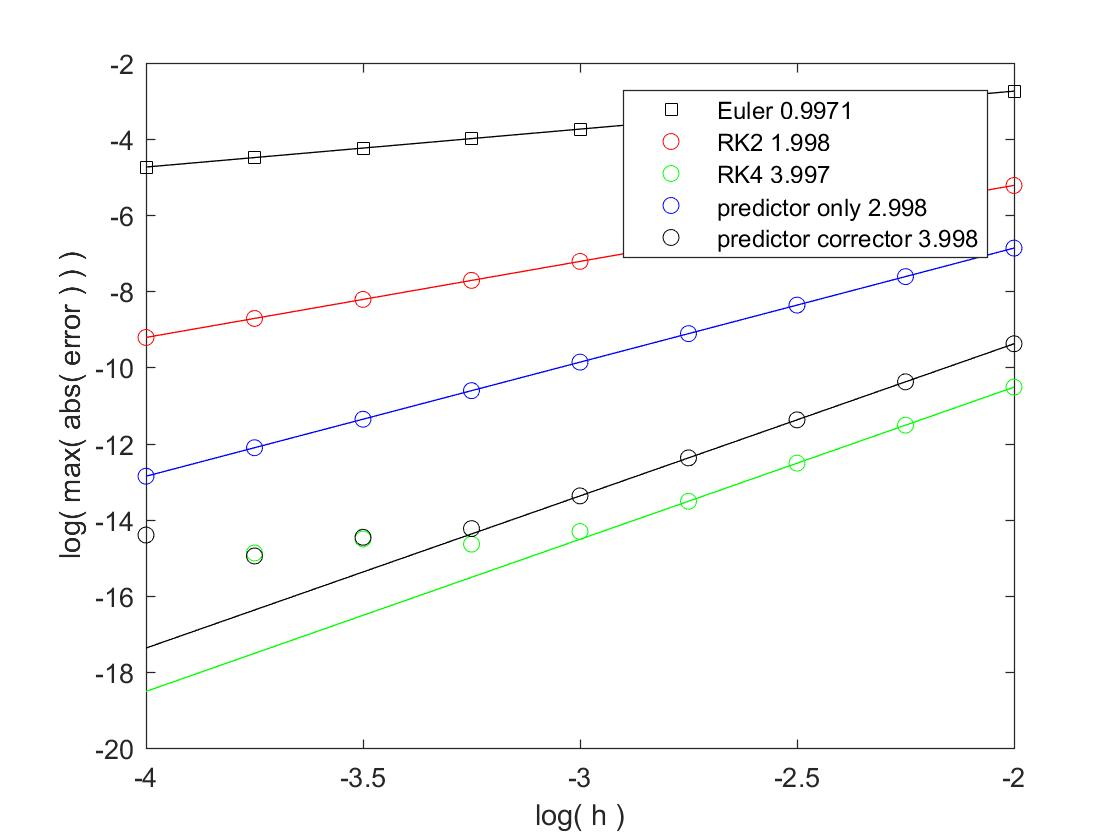 -2
-4
-6
-8
-10
-12
-14
-16
-18
-20
log( max( abs( error ) ) )
Euler 0.9971
RK2 1.998
RK4 3.997
predictor only 2.998
predictor corrector 3.998
-4
-3.5
-3
-2.5
-2
log( h )